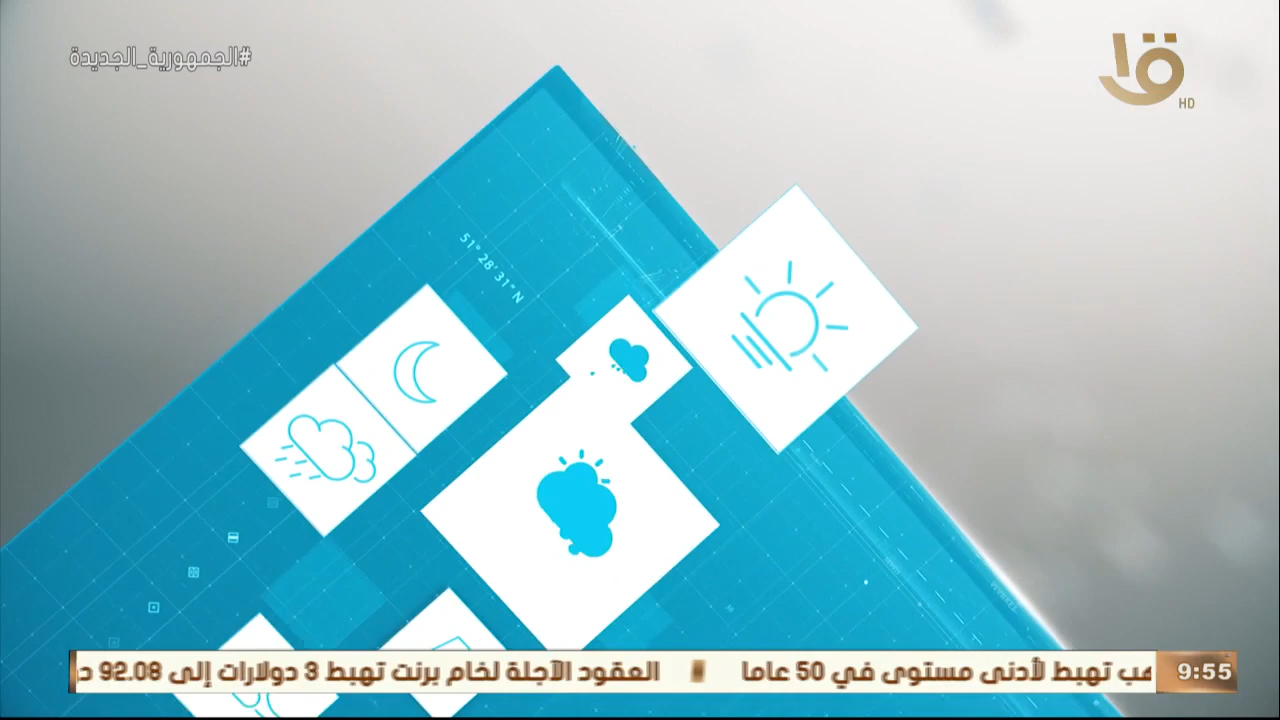 #الجمهورية_الجديدة
HD
51° 28' 31" N
هب تهبط لأدنى مستوى في 50 عاما
العقود الآجلة لخام برنت تهبط 3 دولارات إلى 92.08 د
9:55